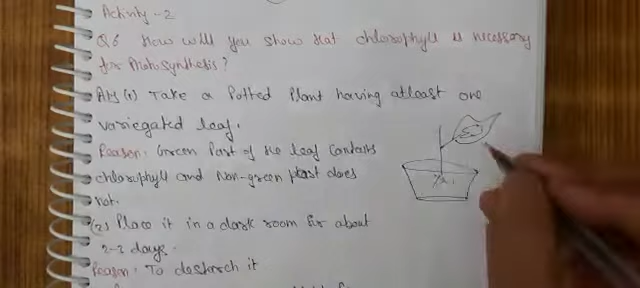 Activity - 2
Q6 How will you show that chlorophyll is necessary
for Photosynthesis?
Ans (1) Take a Potted Plant having atleast one
variegated leaf.
Reason: Green Part of the leaf contains
chlorophyll and Non-green part does
not.
(2) Place it in a dark room for about
2-3 days.
Reason: To destarch it